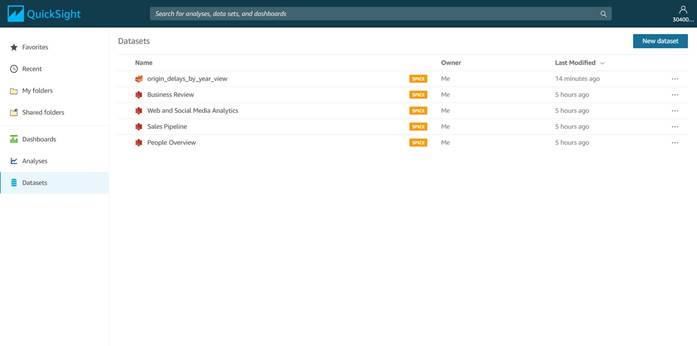 QuickSight
Search for analyses, data sets, and dashboards
30400...
Favorites
Recent
My folders
Shared folders
Dashboards
Analyses
Datasets
Datasets
New dataset
Name Owner Last Modified
origin_delays_by_year_view SPICE Me 14 minutes ago
Business Review SPICE Me 5 hours ago
Web and Social Media Analytics SPICE Me 5 hours ago
Sales Pipeline SPICE Me 5 hours ago
People Overview SPICE Me 5 hours ago